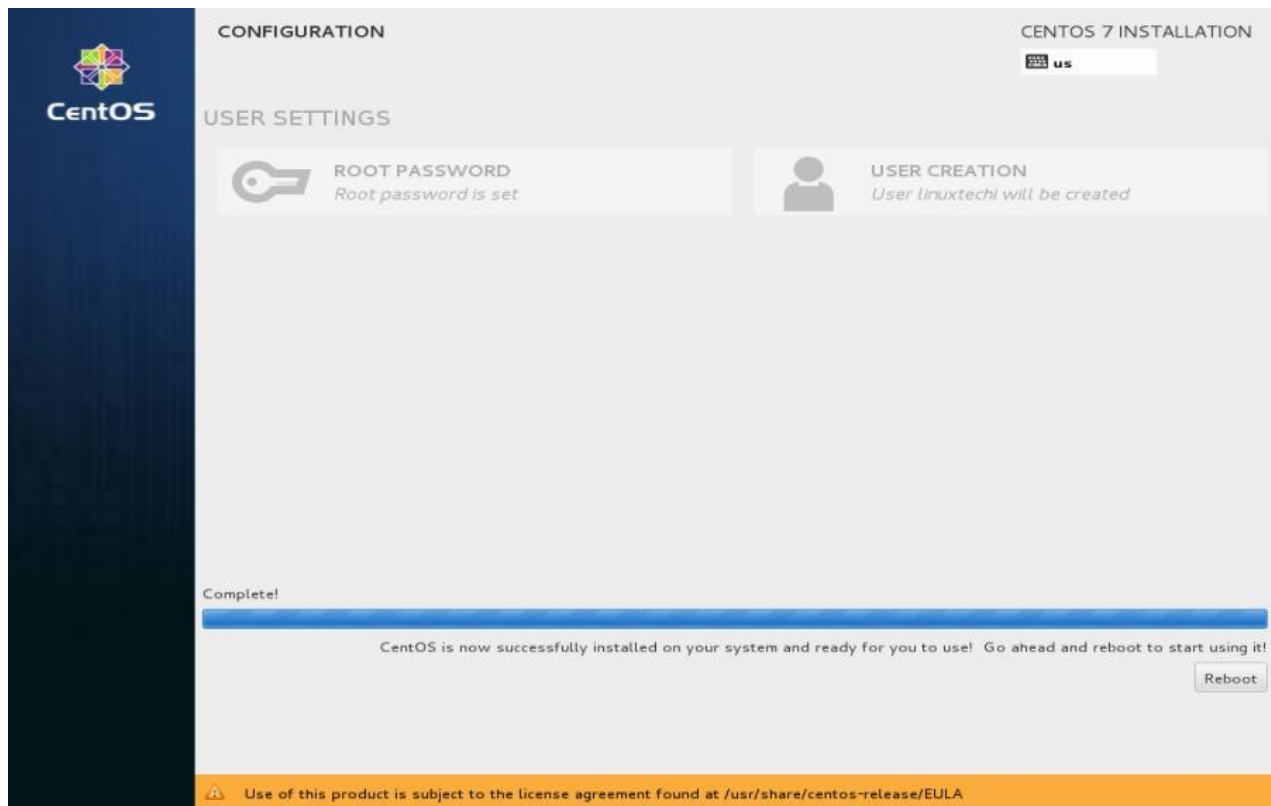 CentOS
CONFIGURATION
CENTOS 7 INSTALLATION
us
USER SETTINGS
ROOT PASSWORD
Root password is set
USER CREATION
User linuxtechi will be created
Complete!
CentOS is now successfully installed on your system and ready for you to use! Go ahead and reboot to start using it!
Reboot
Use of this product is subject to the license agreement found at /usr/share/centos-release/EULA